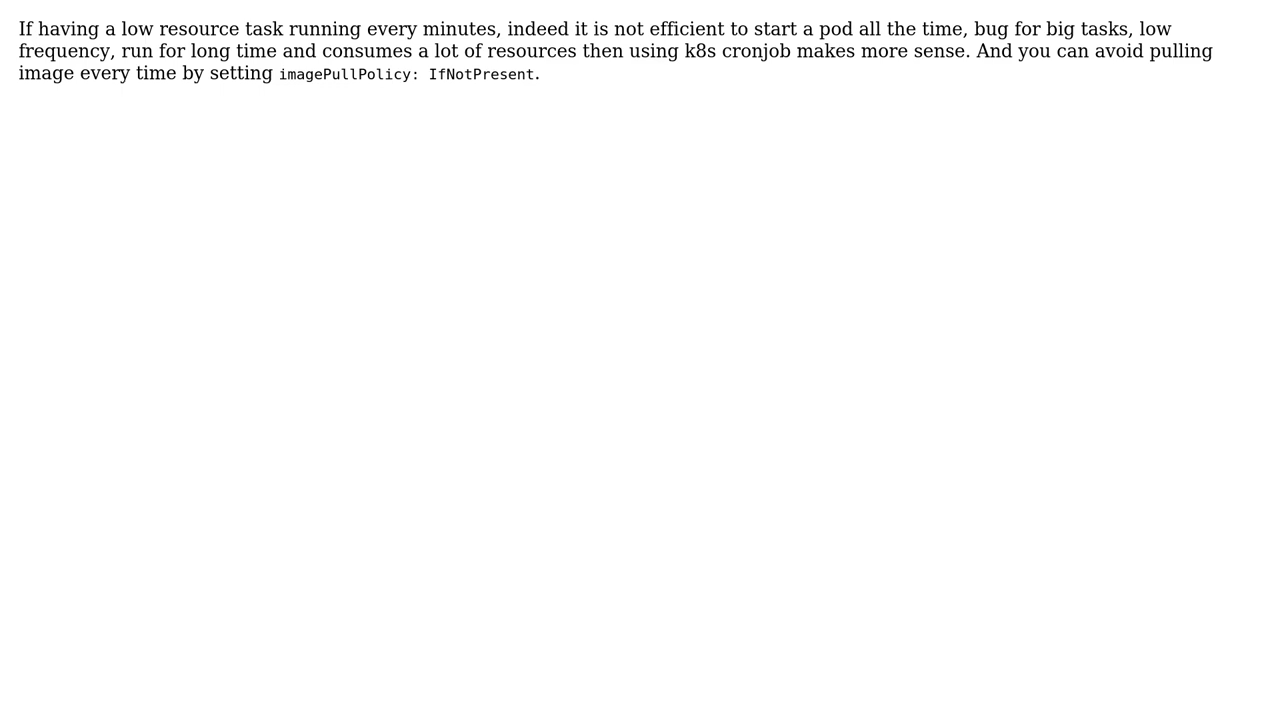 If having a low resource task running every minutes, indeed it is not efficient to start a pod all the time, bug for big tasks, low
frequency, run for long time and consumes a lot of resources then using k8s cronjob makes more sense. And you can avoid pulling
image every time by setting imagePullPolicy: IfNotPresent.